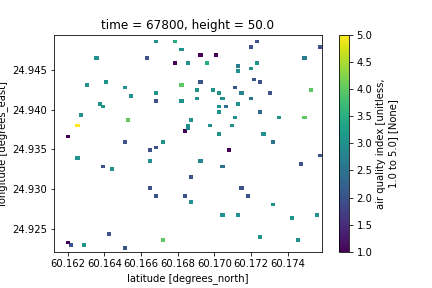 time = 67800, height = 50.0
24.945
24.940
24.935
24.930
24.925
longitude [degrees_east]
60.162 60.164 60.166 60.168 60.170 60.172 60.174
latitude [degrees_north]
5.0
4.5
4.0
3.5
3.0
2.5
2.0
1.5
1.0
air quality index [unitless,
1.0 to 5.0] [None]